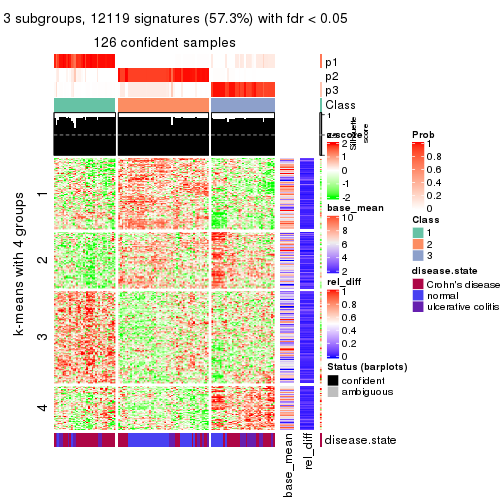 3 subgroups, 12119 signatures (57.3%) with fdr < 0.05
126 confident samples
p1
p2
p3
Class
1
Silhouette
score
k-means with 4 groups
1
2
3
4
base_mean
rel_diff
disease.state
z-score
2
1
0
-1
-2
base_mean
10
8
6
4
2
rel_diff
1
0.8
0.6
0.4
0.2
0
Status (barplots)
confident
ambiguous
Prob
1
0.8
0.6
0.4
0.2
0
Class
1
2
3
disease.state
Crohn's disease
normal
ulcerative colitis